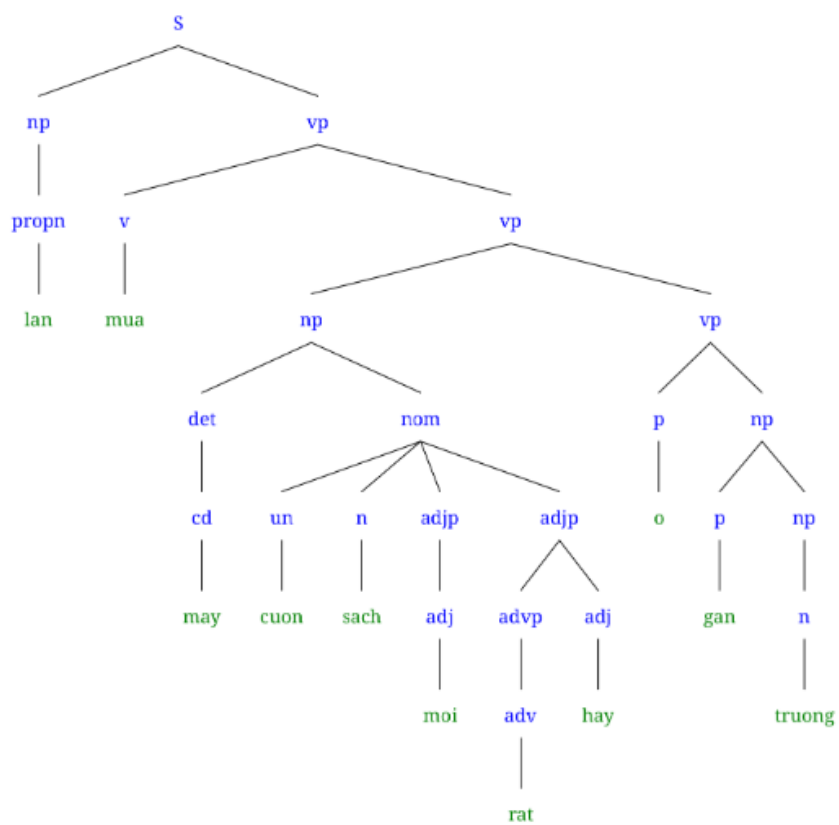 S
np vp
propn v vp
lan mua np vp
det nom p np
cd un n adjp adjp o p np
may cuon sach adj advp adj gan n
moi adv hay truong
rat